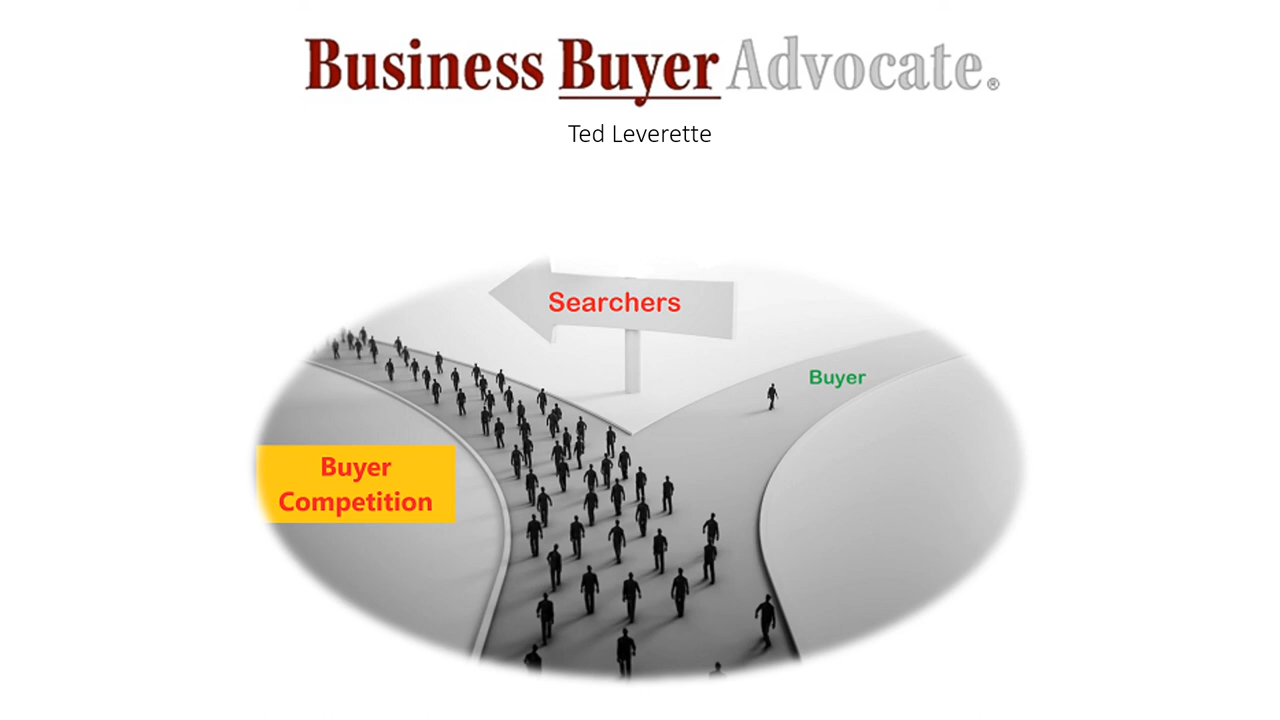 Business Buyer Advocate®
Ted Leverette
Searchers
Buyer
Buyer
Competition